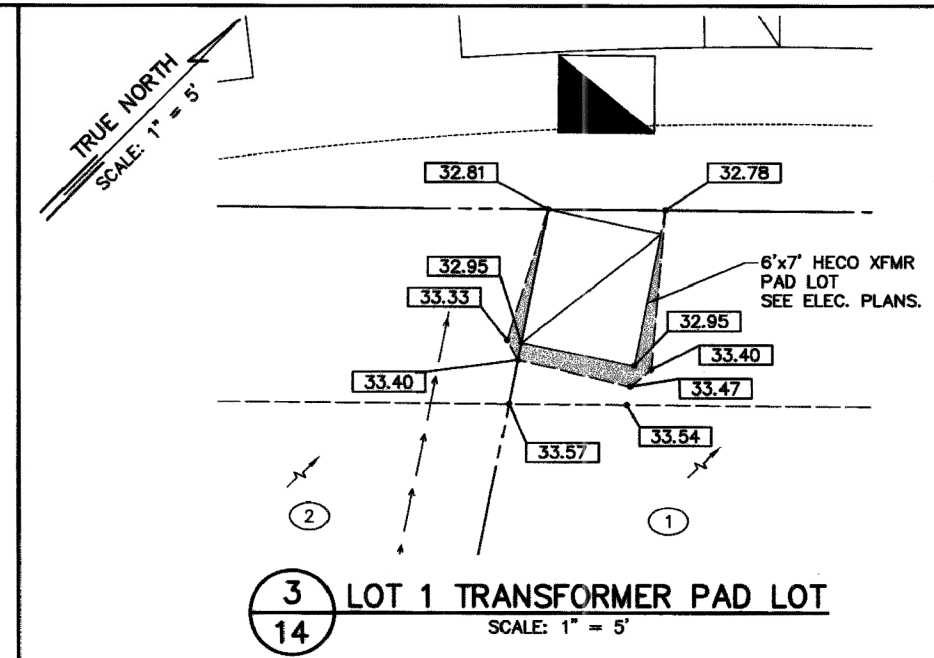 TRUE NORTH
SCALE: 1" = 5'
32.81
32.78
32.95
33.33
6'x7' HECO XFMR
PAD LOT
SEE ELEC. PLANS.
32.95
33.40
33.40
33.47
33.54
33.57
2
1
3
14
LOT 1 TRANSFORMER PAD LOT
SCALE: 1" = 5'